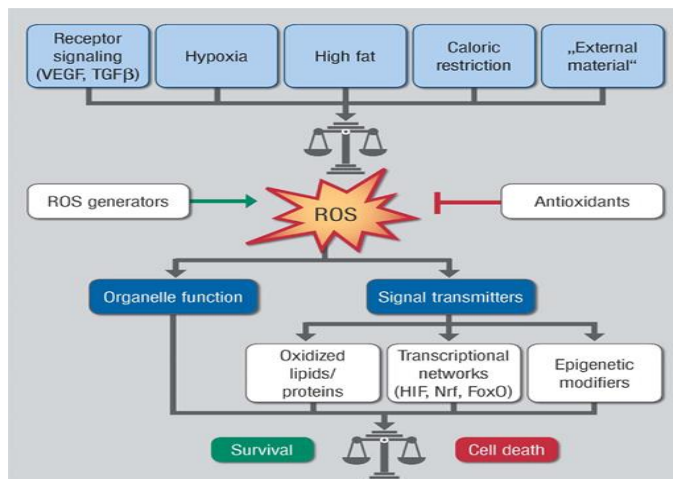 Receptor
signaling
(VEGF, TGFβ)
Hypoxia
High fat
Caloric
restriction
„External
material“
ROS generators
ROS
Antioxidants
Organelle function
Signal transmitters
Oxidized
lipids/
proteins
Transcriptional
networks
(HIF, Nrf, FoxO)
Epigenetic
modifiers
Survival
Cell death